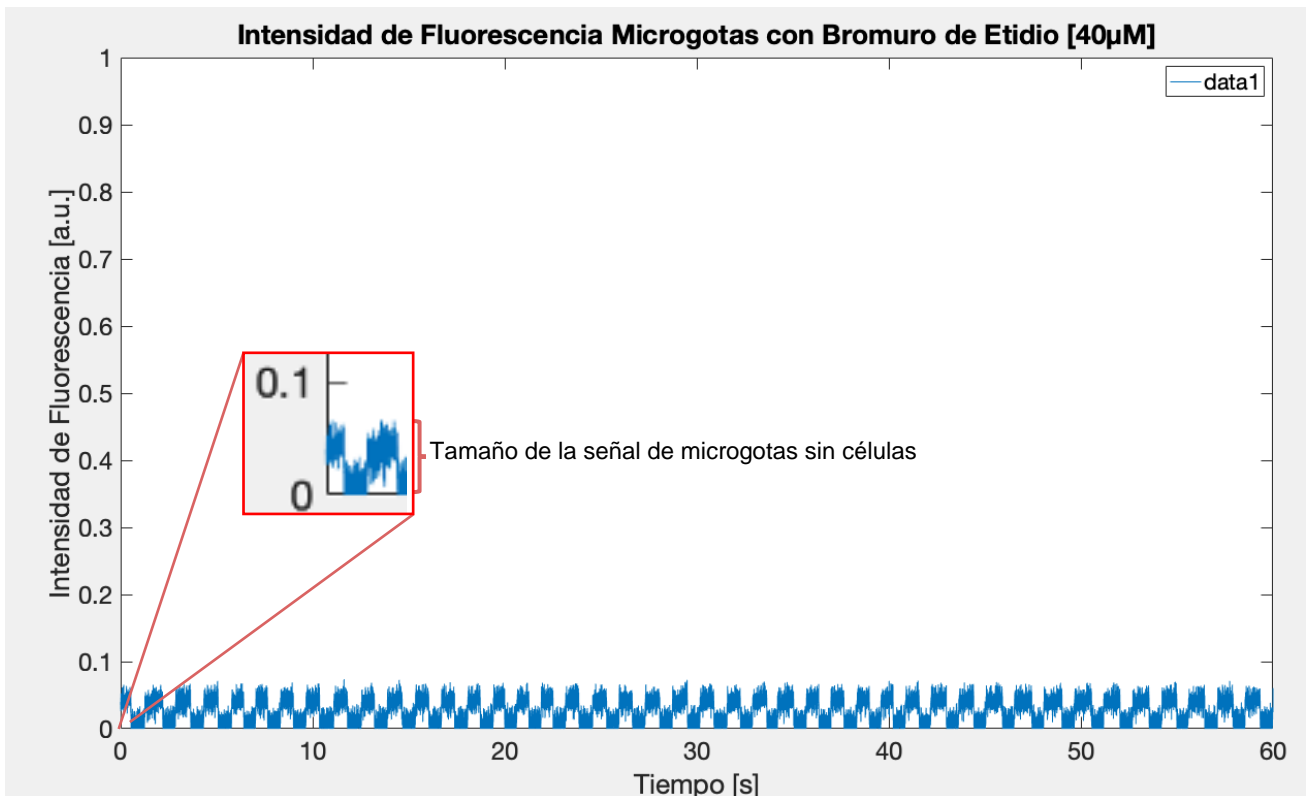 Intensidad de Fluorescencia Microgotas con Bromuro de Etidio [40µM]
1
data1
0.9
0.8
0.7
0.6
0.5
0.4
0.3
0.2
0.1
0
Intensidad de Fluorescencia [a.u.]
0.1
Tamaño de la señal de microgotas sin células
0
0 10 20 30 40 50 60
Tiempo [s]